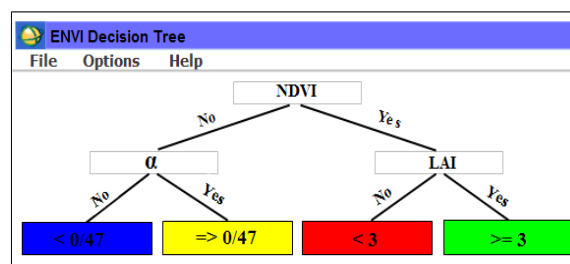 ENVI Decision Tree
File Options Help
NDVI
No Yes
α LAI
No Yes No Yes
< 0/47 => 0/47 < 3 >= 3